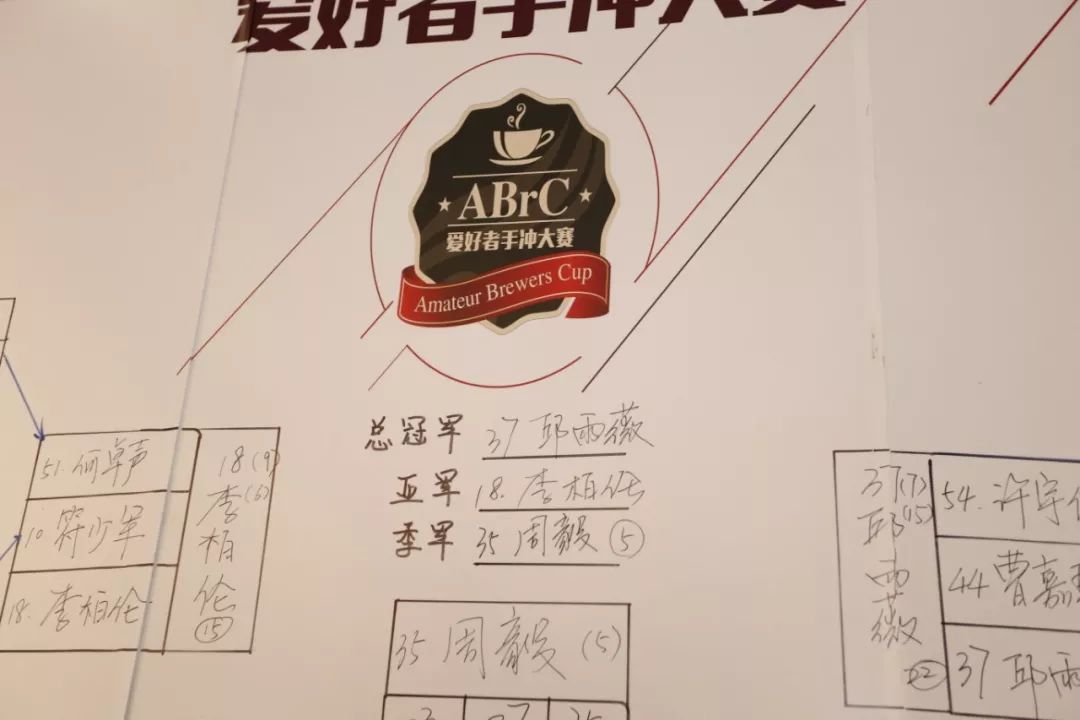 爱好者手冲大赛
ABrC
爱好者手冲大赛
Amateur Brewers Cup
总冠军 37 邱雨薇
亚军 18. 李柏伦
季军 35 周毅 ⑤
51. 何卓声
10 符少军
18. 李柏伦
18(9)
(6)
李柏伦
⑮
35 周毅 (5)
37(7)
(15)
邱雨薇
㉒
54. 许宇
44 曹嘉
37 邱雨